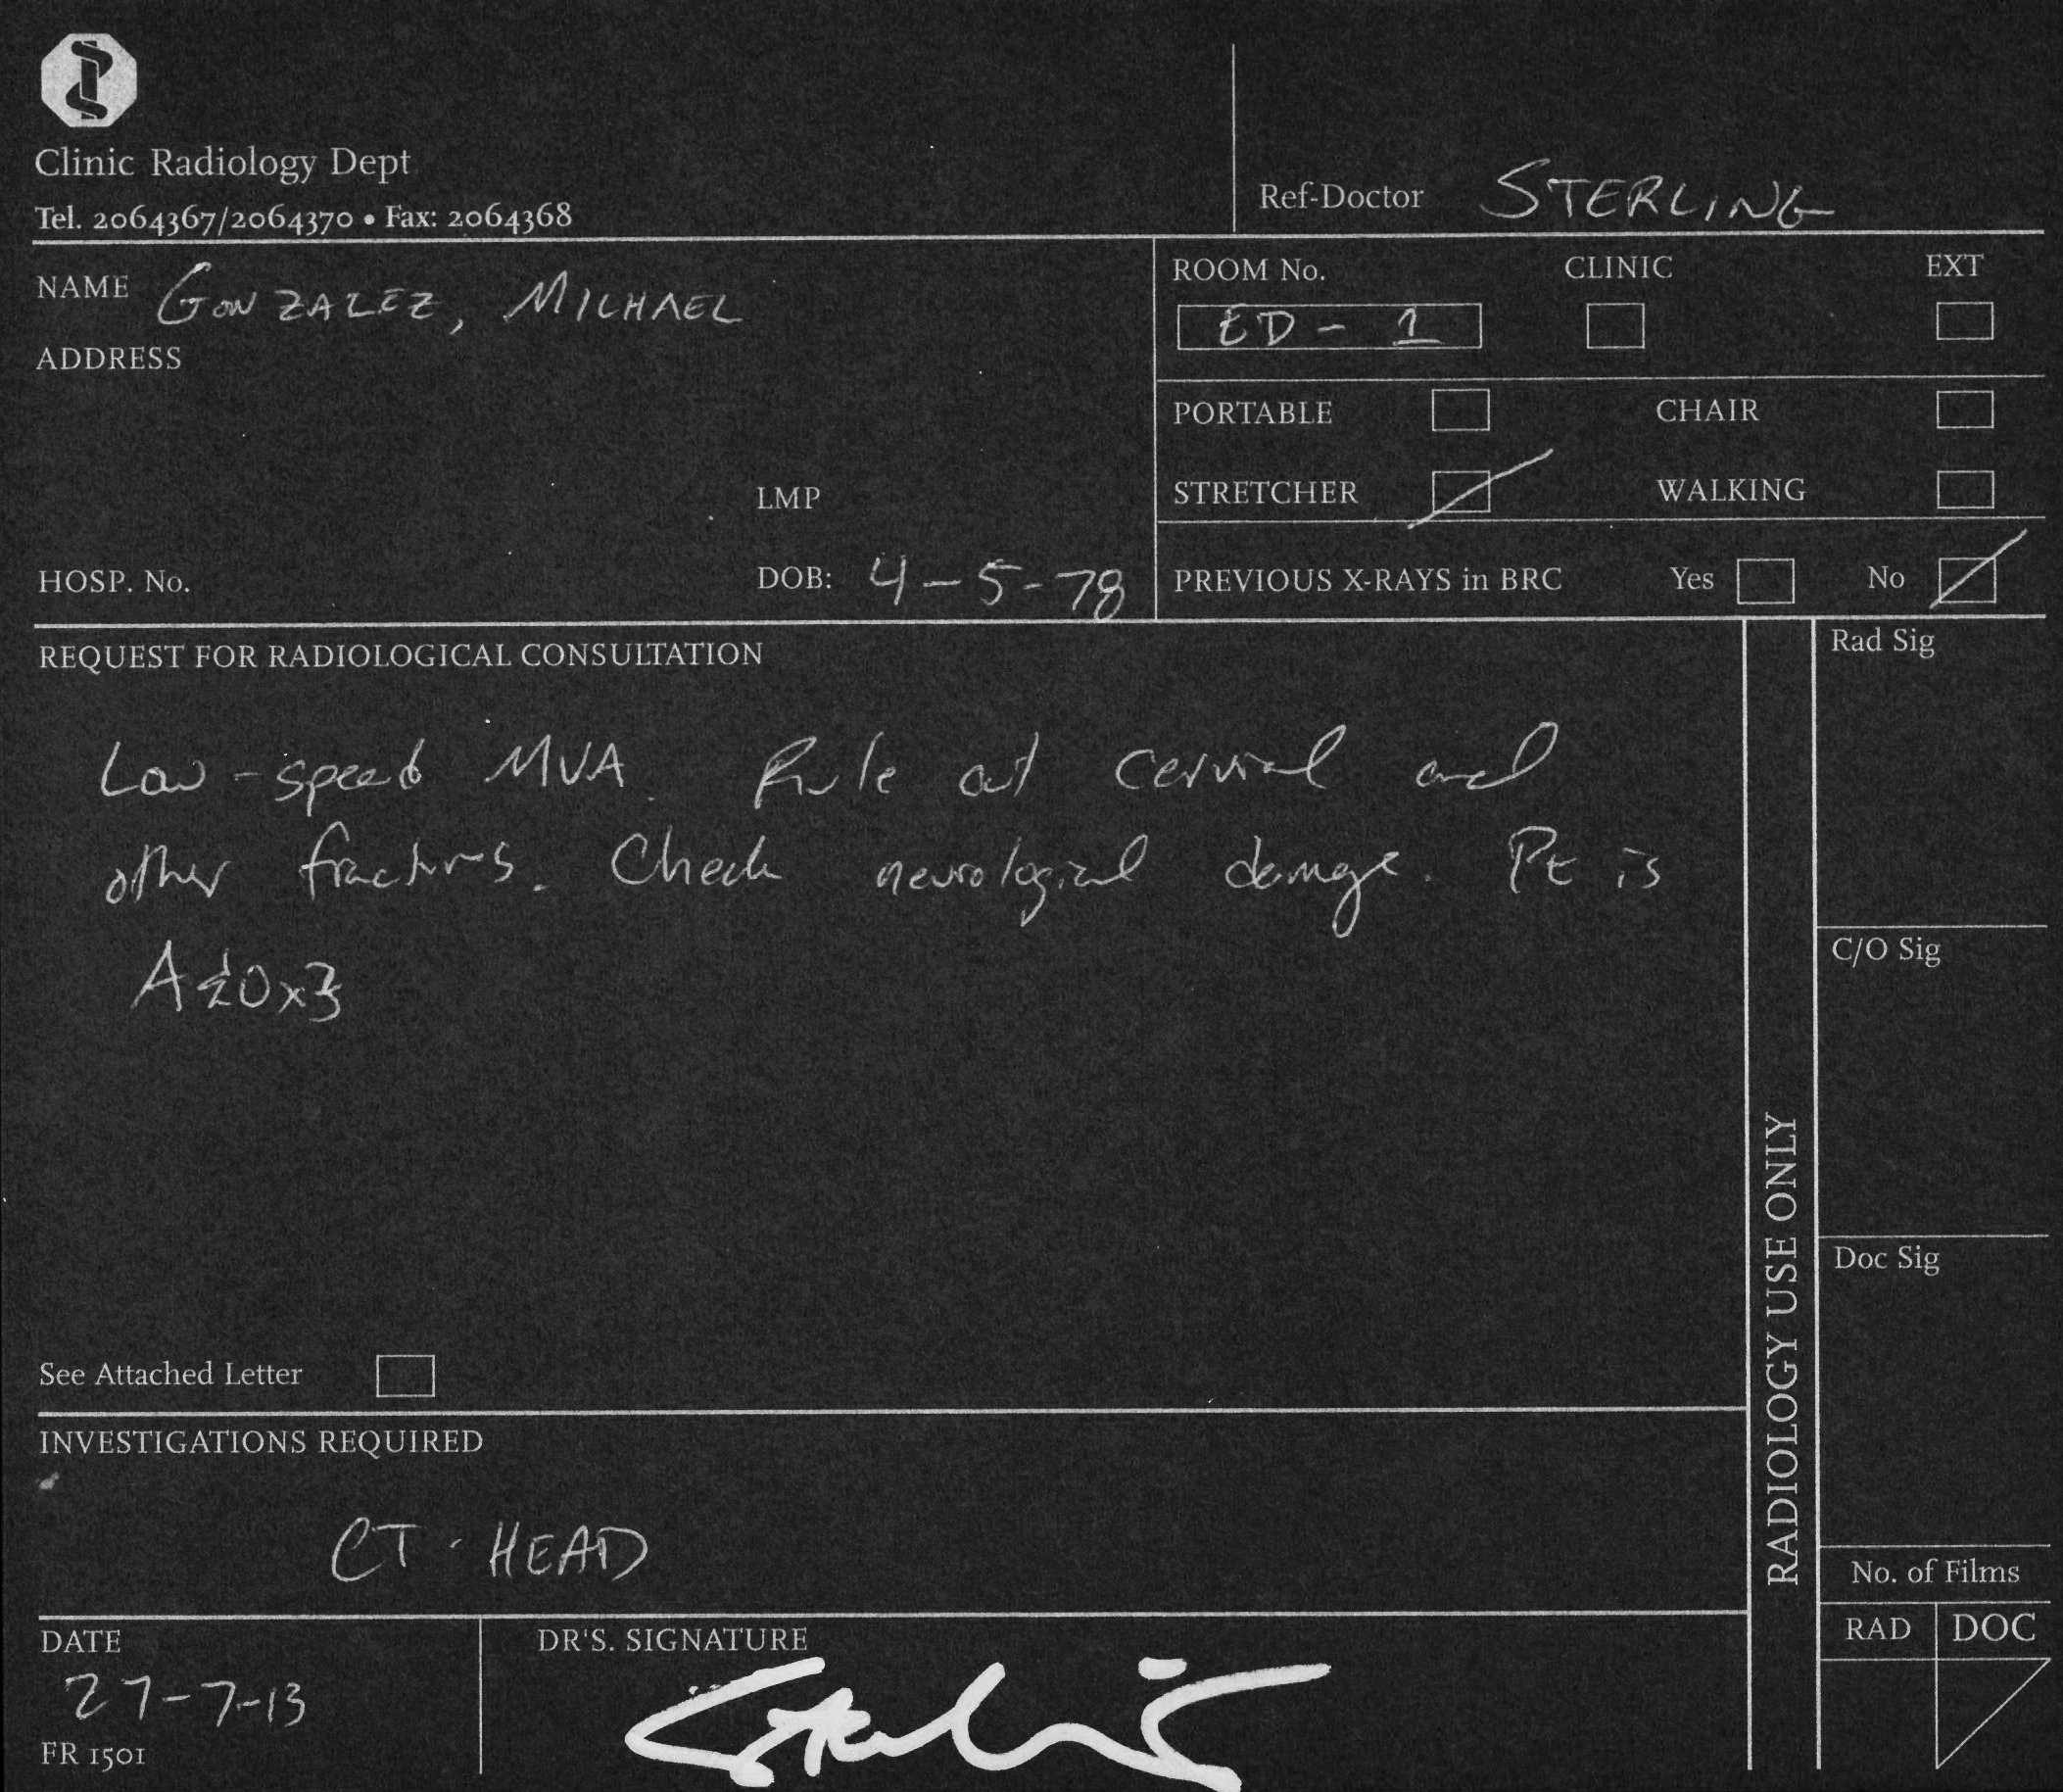 Clinic Radiology Dept
Tel. 2064367/2064370 • Fax: 2064368
Ref-Doctor STERLING
NAME GONZALEZ, MICHAEL
ADDRESS
LMP
HOSP. No.
DOB: 4-5-78
ROOM No. CLINIC EXT
ED - 1
PORTABLE CHAIR
STRETCHER WALKING
PREVIOUS X-RAYS in BRC Yes No
REQUEST FOR RADIOLOGICAL CONSULTATION
Low-speed MVA. Rule out cervical and
other fractures. Check neurological damage. Pt is
A&Ox3
See Attached Letter
INVESTIGATIONS REQUIRED
CT - HEAD
DATE
27-7-13
FR 1501
DR'S. SIGNATURE
Sterling
RADIOLOGY USE ONLY
Rad Sig
C/O Sig
Doc Sig
No. of Films
RAD DOC